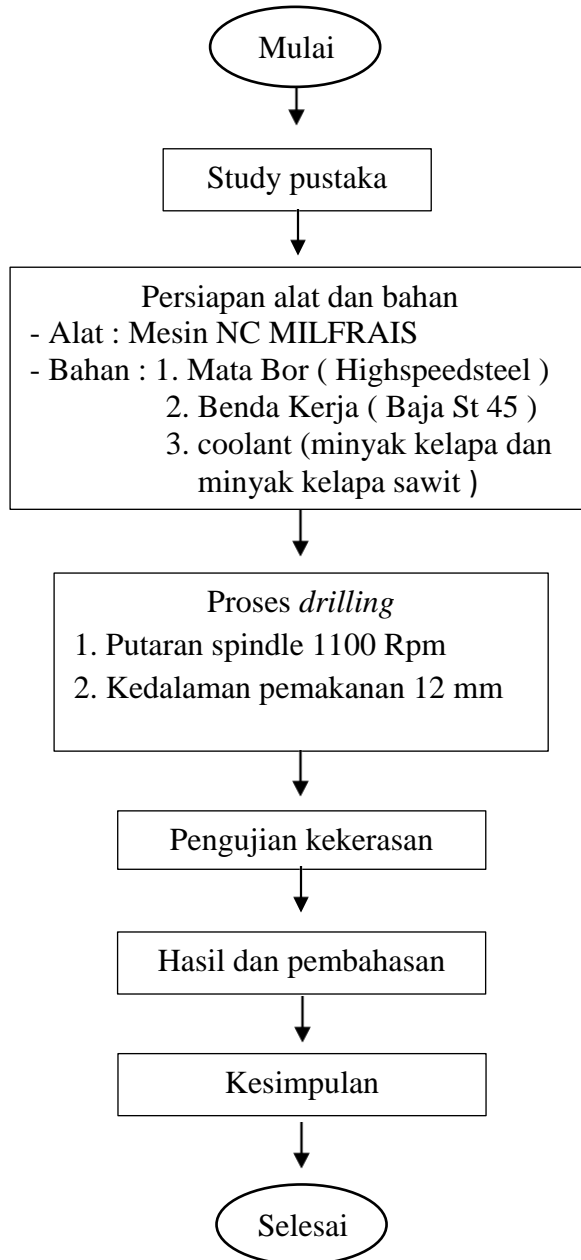 Mulai
Study pustaka
Persiapan alat dan bahan
- Alat : Mesin NC MILFRAIS
- Bahan : 1. Mata Bor ( Highspeedsteel )
2. Benda Kerja ( Baja St 45 )
3. coolant (minyak kelapa dan
minyak kelapa sawit )
Proses drilling
1. Putaran spindle 1100 Rpm
2. Kedalaman pemakanan 12 mm
Pengujian kekerasan
Hasil dan pembahasan
Kesimpulan
Selesai